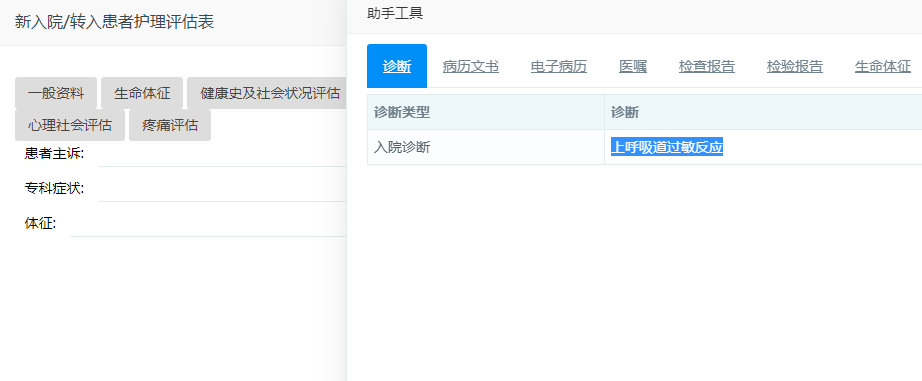 新入院/转入患者护理评估表
一般资料 生命体征 健康史及社会状况评估
心理社会评估 疼痛评估
患者主诉:
专科症状:
体征:
助手工具
诊断 病历文书 电子病历 医嘱 检查报告 检验报告 生命体征
诊断类型 诊断
入院诊断 上呼吸道过敏反应